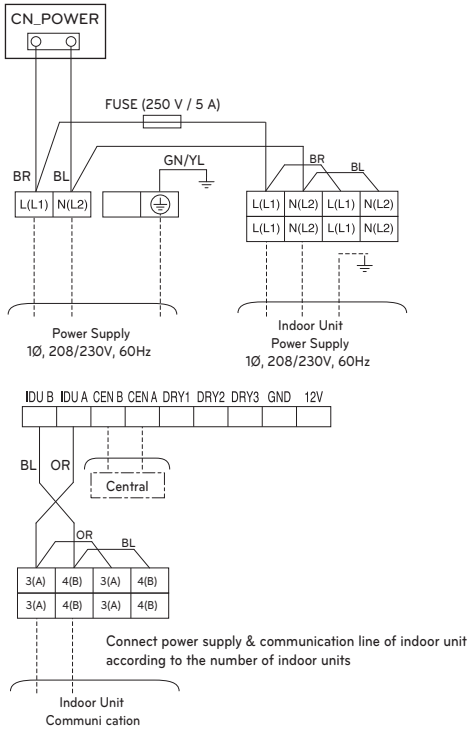 CN_POWER
FUSE (250 V / 5 A)
BR BL GN/YL BR BL
L(L1) N(L2) L(L1) N(L2) L(L1) N(L2)
L(L1) N(L2) L(L1) N(L2)
Power Supply
1Ø, 208/230V, 60Hz
Indoor Unit
Power Supply
1Ø, 208/230V, 60Hz
IDU B IDU A CEN B CEN A DRY1 DRY2 DRY3 GND 12V
BL OR
Central
OR BL
3(A) 4(B) 3(A) 4(B)
3(A) 4(B) 3(A) 4(B)
Connect power supply & communication line of indoor unit
according to the number of indoor units
Indoor Unit
Communi cation